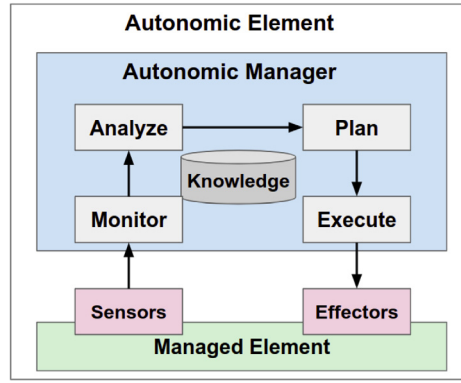 Autonomic Element
Autonomic Manager
Analyze
Plan
Knowledge
Monitor
Execute
Sensors
Effectors
Managed Element